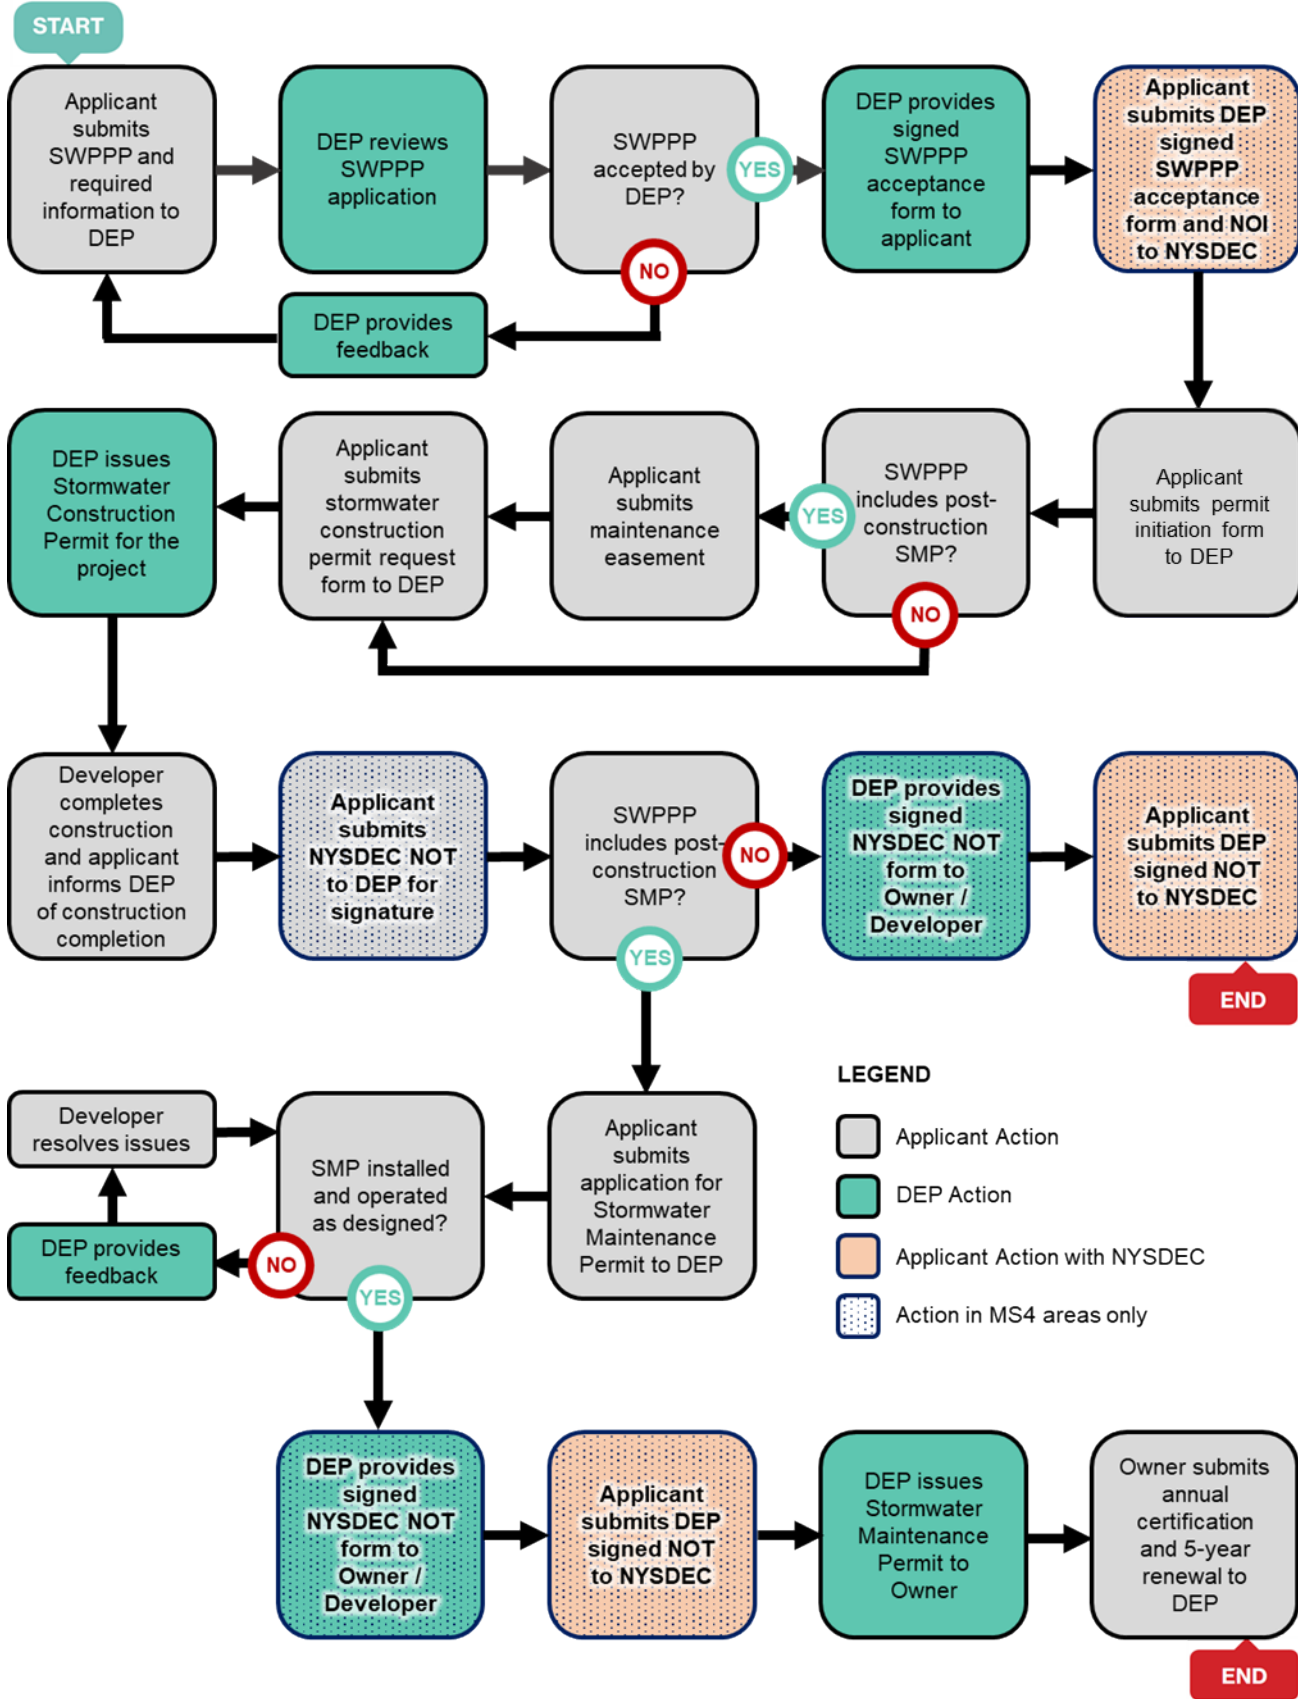 START
Applicant
submits
SWPPP and
required
information to
DEP
DEP reviews
SWPPP
application
SWPPP
accepted by
DEP?
YES
NO
DEP provides
signed
SWPPP
acceptance
form to
applicant
Applicant
submits DEP
signed
SWPPP
acceptance
form and NOI
to NYSDEC
DEP provides
feedback
DEP issues
Stormwater
Construction
Permit for the
project
Applicant
submits
stormwater
construction
permit request
form to DEP
Applicant
submits
maintenance
easement
YES
SWPPP
includes post-
construction
SMP?
NO
Applicant
submits permit
initiation form
to DEP
Developer
completes
construction
and applicant
informs DEP
of construction
completion
Applicant
submits
NYSDEC NOT
to DEP for
signature
SWPPP
includes post-
construction
SMP?
NO
YES
DEP provides
signed
NYSDEC NOT
form to
Owner /
Developer
Applicant
submits DEP
signed NOT
to NYSDEC
END
Developer
resolves issues
DEP provides
feedback
SMP installed
and operated
as designed?
NO
YES
Applicant
submits
application for
Stormwater
Maintenance
Permit to DEP
LEGEND
Applicant Action
DEP Action
Applicant Action with NYSDEC
Action in MS4 areas only
DEP provides
signed
NYSDEC NOT
form to
Owner /
Developer
Applicant
submits DEP
signed NOT
to NYSDEC
DEP issues
Stormwater
Maintenance
Permit to
Owner
Owner submits
annual
certification
and 5-year
renewal to
DEP
END